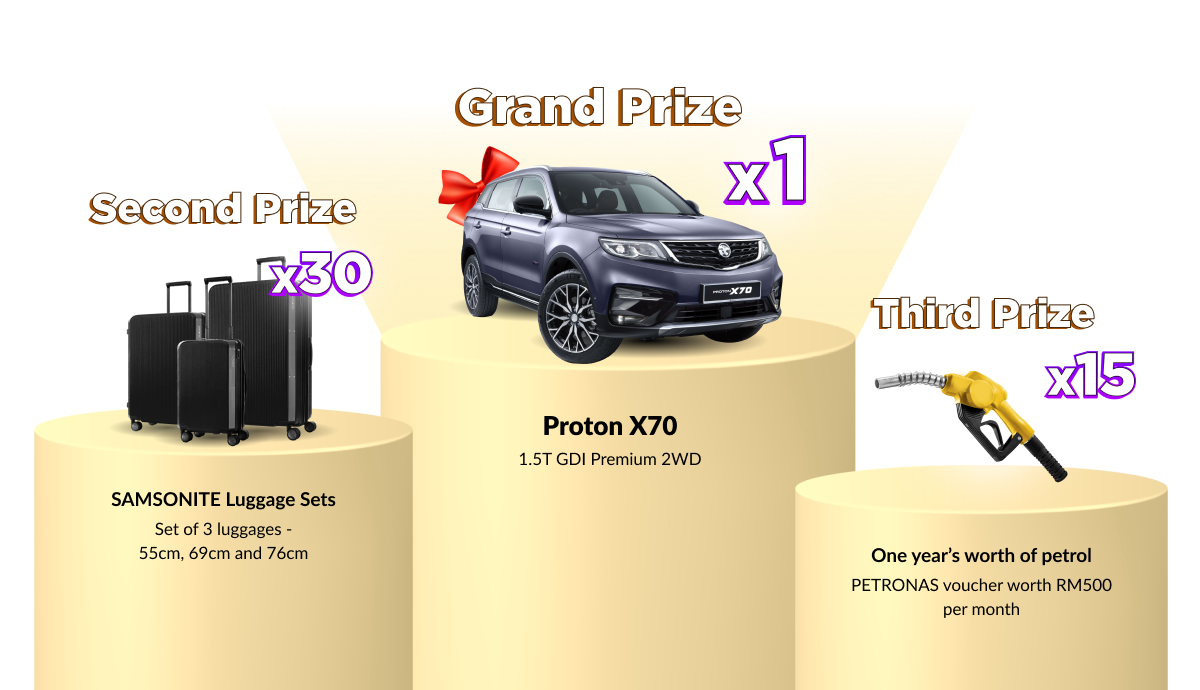 Grand Prize
x1
PROTON X70
Proton X70
1.5T GDI Premium 2WD
Second Prize
x30
SAMSONITE Luggage Sets
Set of 3 luggages -
55cm, 69cm and 76cm
Third Prize
x15
One year’s worth of petrol
PETRONAS voucher worth RM500
per month